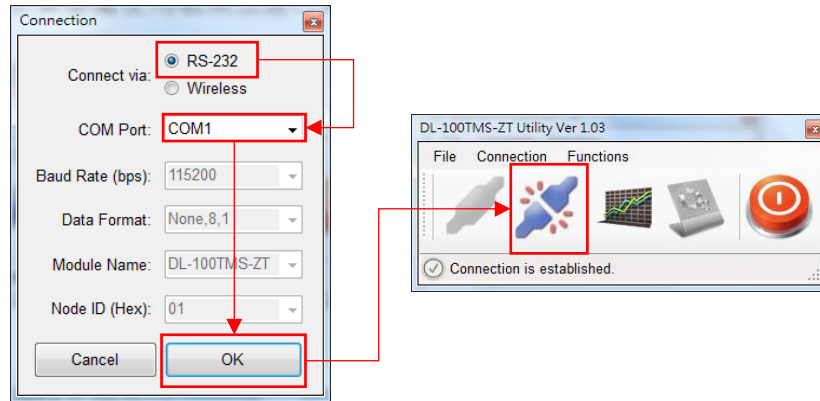 Connection
Connect via:
RS-232
Wireless
COM Port: COM1
Baud Rate (bps): 115200
Data Format: None,8,1
Module Name: DL-100TMS-ZT
Node ID (Hex): 01
Cancel OK
DL-100TMS-ZT Utility Ver 1.03
File Connection Functions
Connection is established.